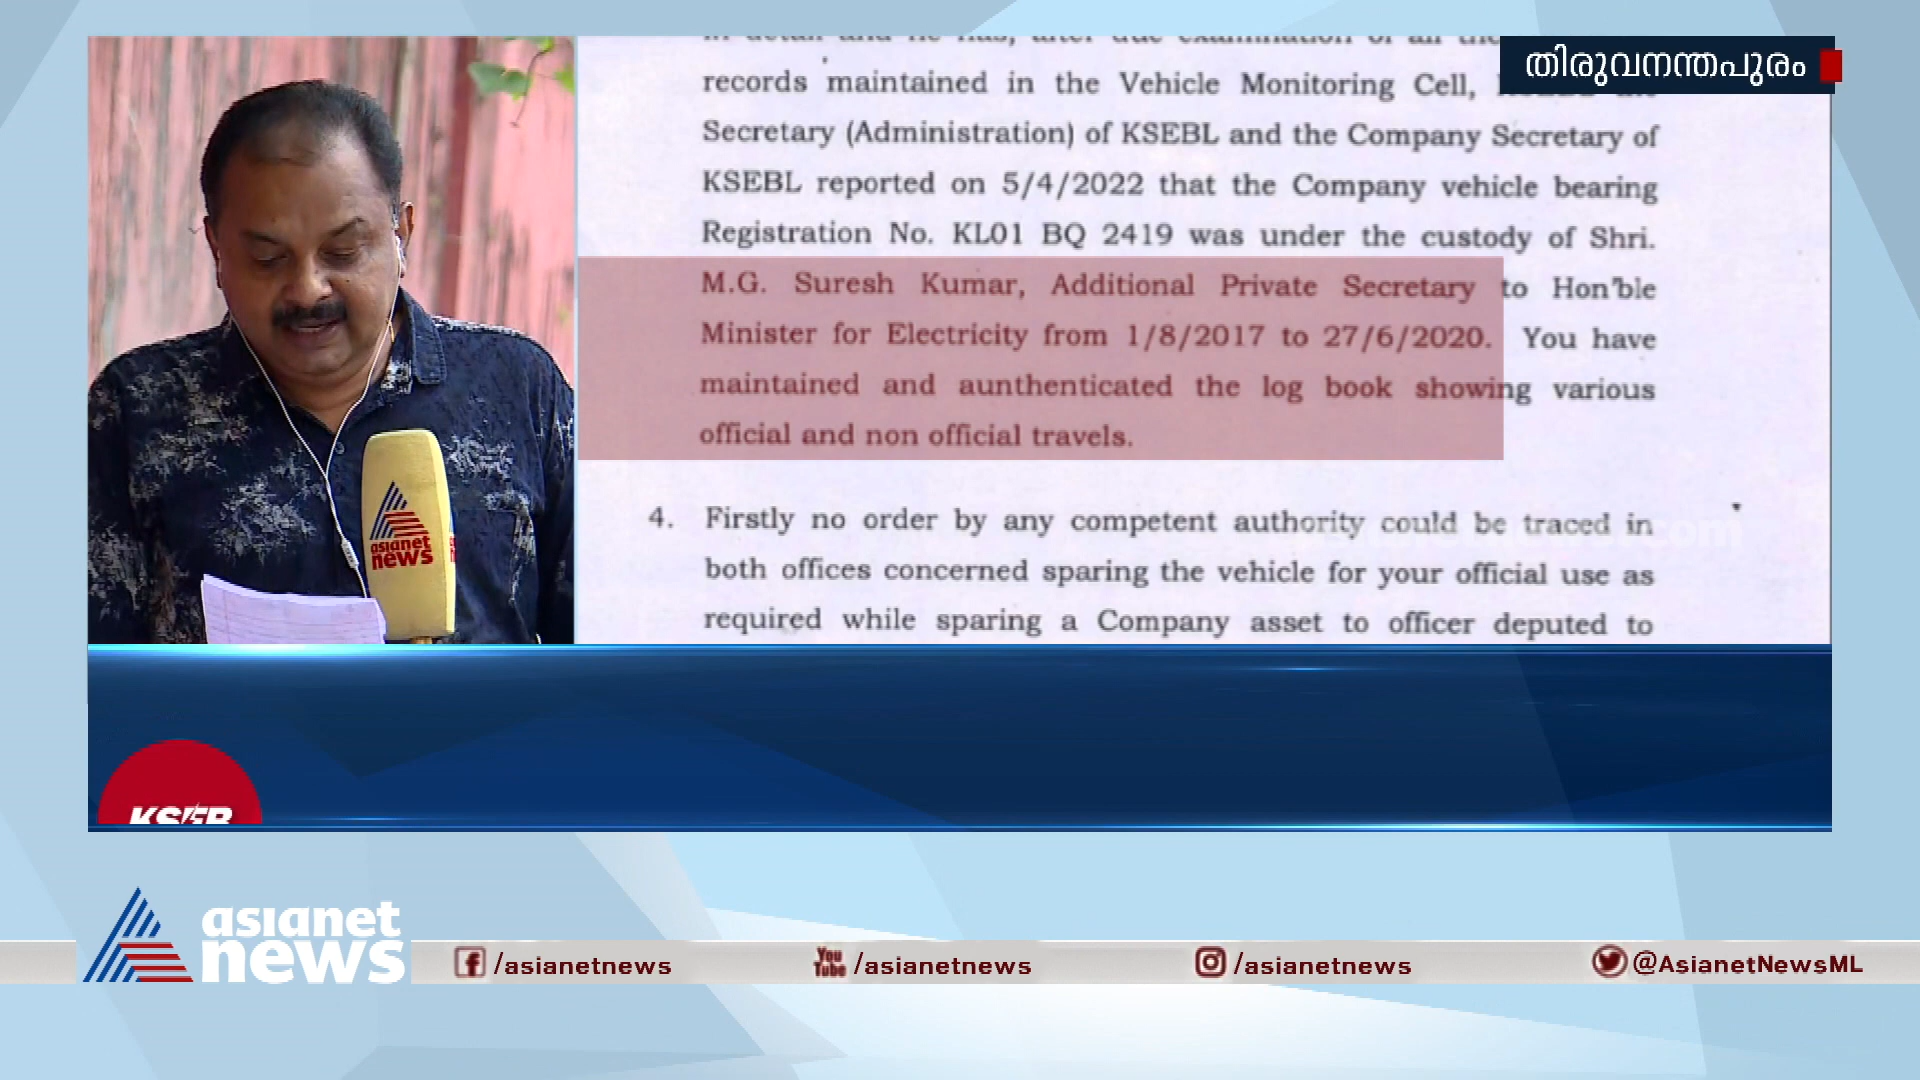 തിരുവനന്തപുരം
records maintained in the Vehicle Monitoring Cell,
Secretary (Administration) of KSEBL and the Company Secretary of
KSEBL reported on 5/4/2022 that the Company vehicle bearing
Registration No. KL01 BQ 2419 was under the custody of Shri.
M.G. Suresh Kumar, Additional Private Secretary to Hon'ble
Minister for Electricity from 1/8/2017 to 27/6/2020. You have
maintained and aunthenticated the log book showing various
official and non official travels.
4. Firstly no order by any competent authority could be traced in
both offices concerned sparing the vehicle for your official use as
required while sparing a Company asset to officer deputed to
asianet
news
KSEB
asianet
news
/asianetnews
You
Tube
/asianetnews
/asianetnews
@AsianetNewsML